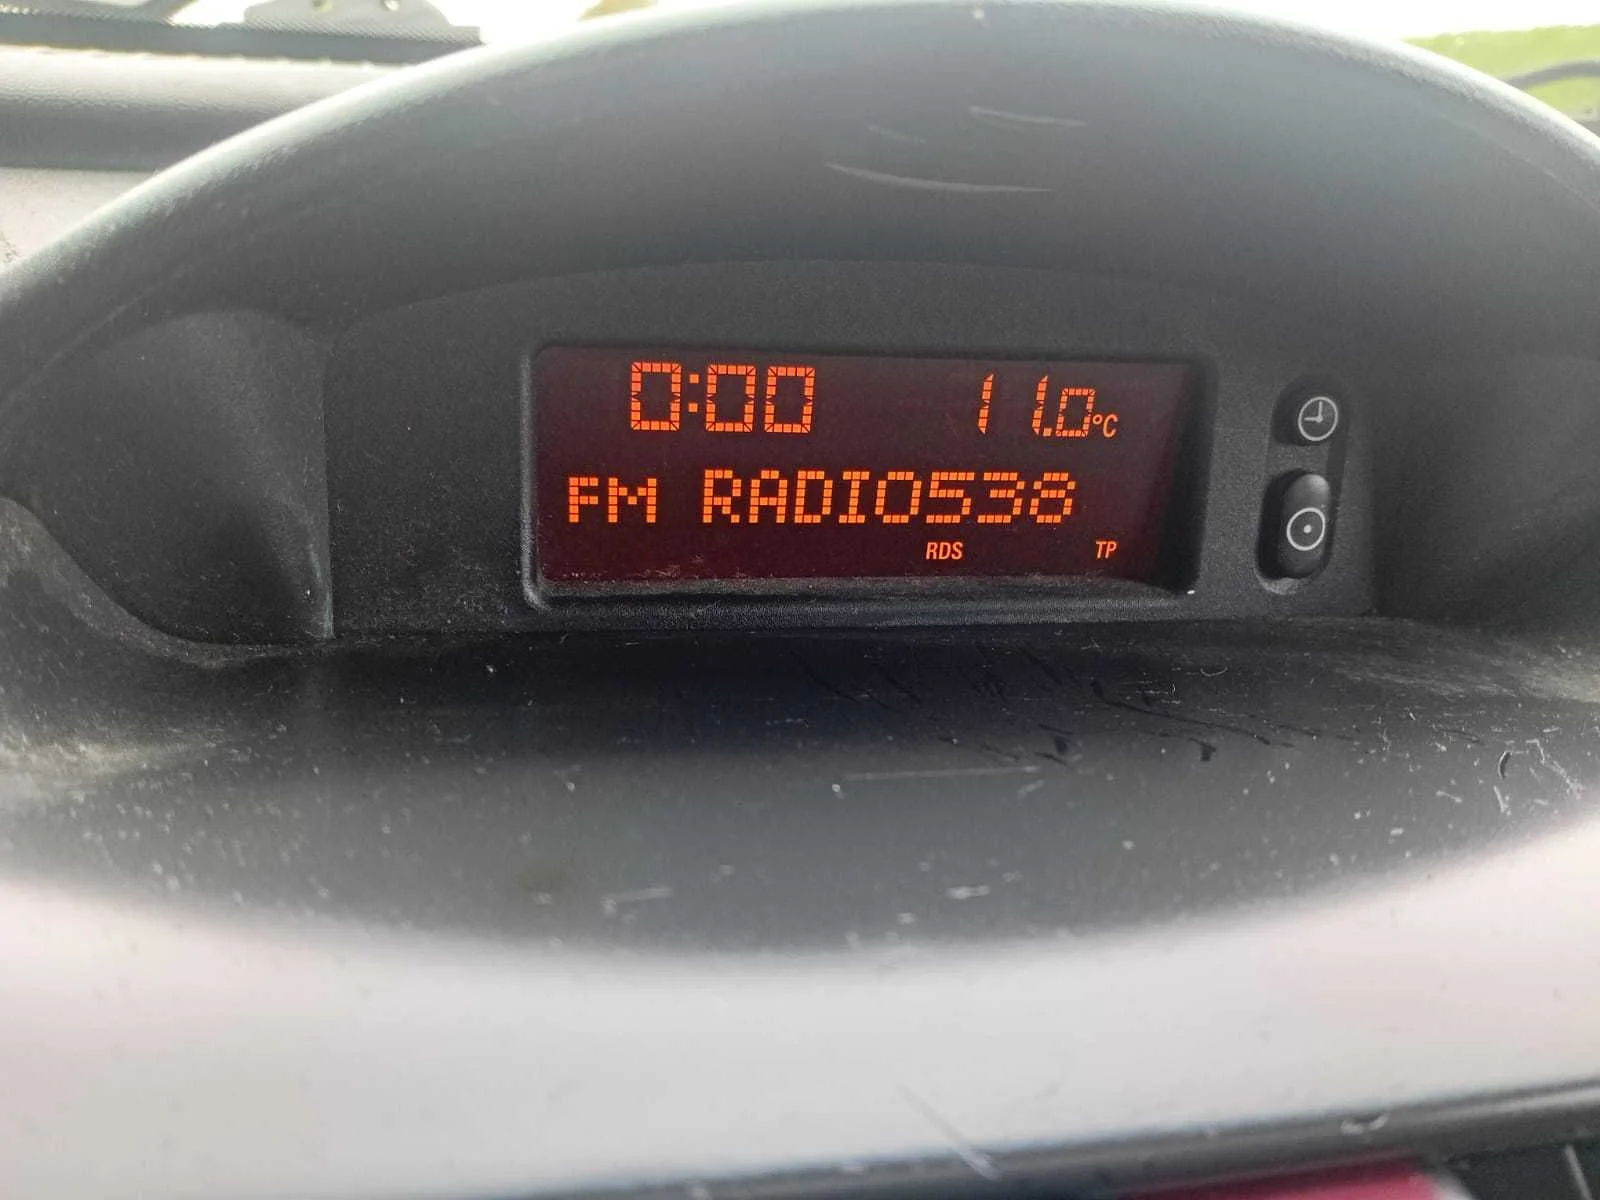 0:00 11.0°C
FM RADIO538
RDS TP